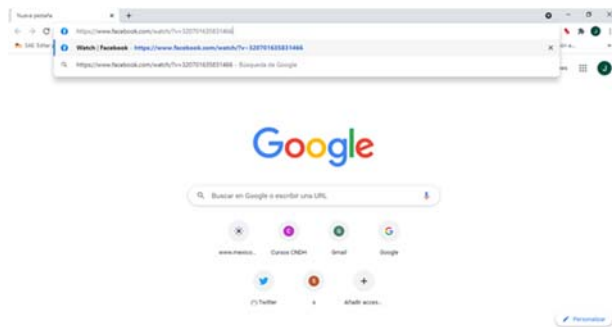 Nueva pestaña
https://www.facebook.com/watch/?v=320701635831466
Watch | Facebook - https://www.facebook.com/watch/?v=320701635831466
https://www.facebook.com/watch/?v=320701635831466 - Búsqueda de Google
J
Google
Buscar en Google o escribir una URL
C
G
G
www.mexico...
Cursos CNDH
Gmail
Google
Twitter
s
Añadir acces...
Personalizar